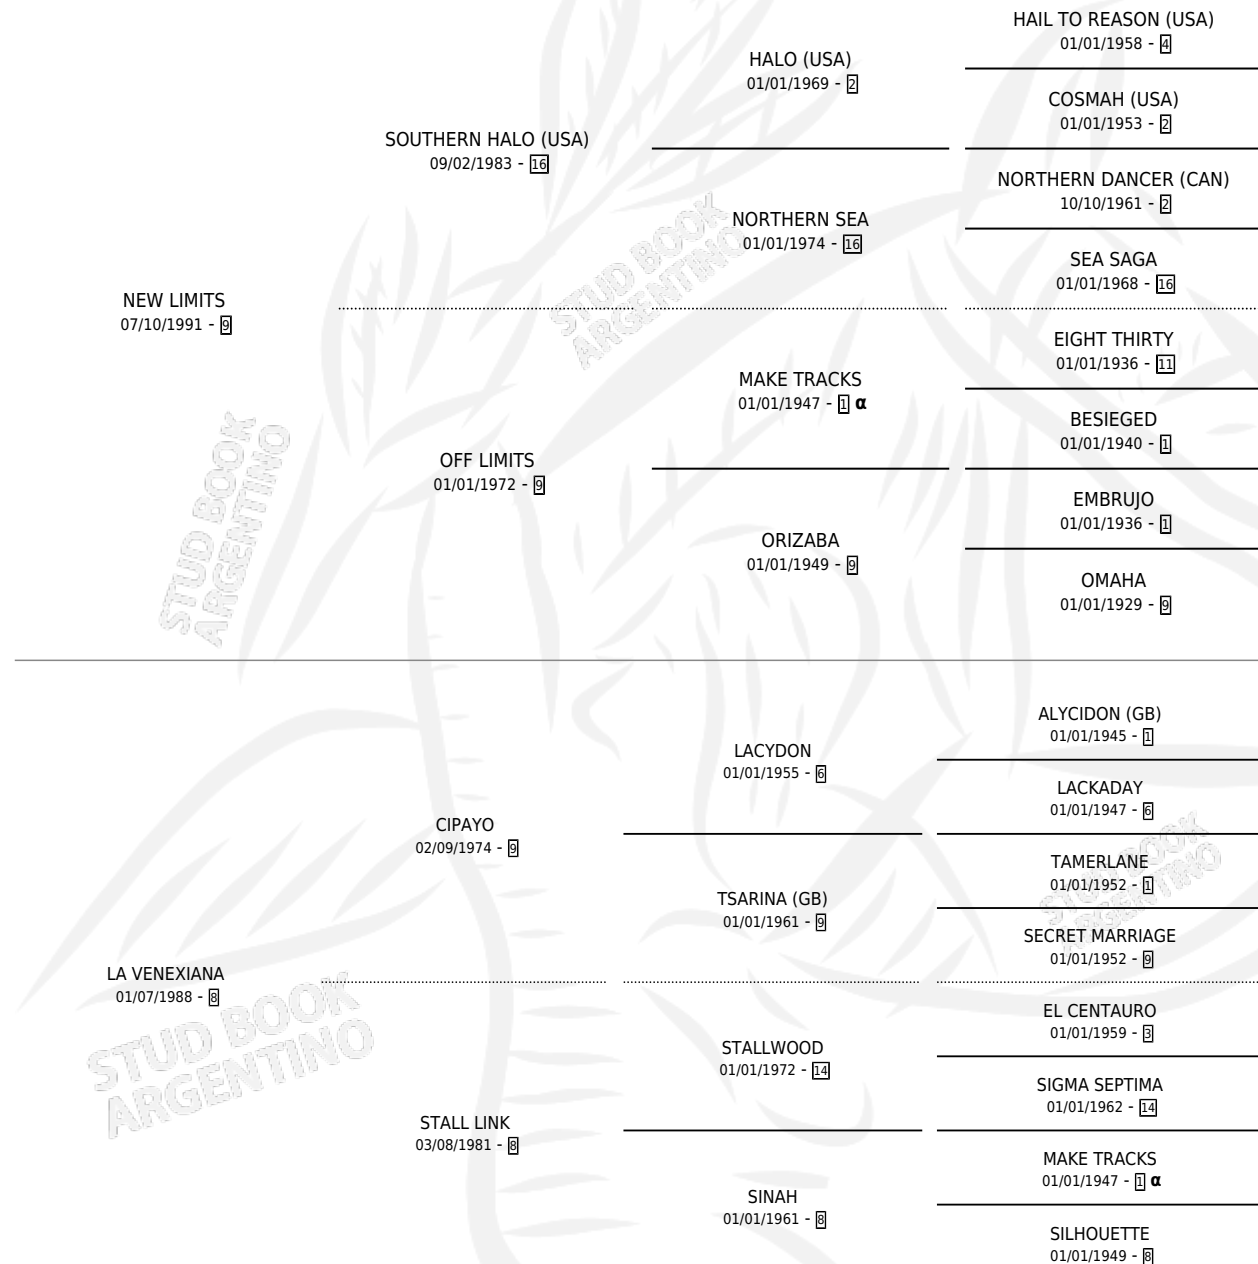 HAIL TO REASON (USA)
01/01/1958 - 4
HALO (USA)
01/01/1969 - 2
COSMAH (USA)
01/01/1953 - 2
SOUTHERN HALO (USA)
09/02/1983 - 16
NORTHERN DANCER (CAN)
10/10/1961 - 2
NORTHERN SEA
01/01/1974 - 16
SEA SAGA
01/01/1968 - 16
NEW LIMITS
07/10/1991 - 9
EIGHT THIRTY
01/01/1936 - 11
MAKE TRACKS
01/01/1947 - 1 α
BESIEGED
01/01/1940 - 1
OFF LIMITS
01/01/1972 - 9
EMBRUJO
01/01/1936 - 1
ORIZABA
01/01/1949 - 9
OMAHA
01/01/1929 - 9
ALYCIDON (GB)
01/01/1945 - 1
LACYDON
01/01/1955 - 6
LACKADAY
01/01/1947 - 6
CIPAYO
02/09/1974 - 9
TAMERLANE
01/01/1952 - 1
TSARINA (GB)
01/01/1961 - 9
SECRET MARRIAGE
01/01/1952 - 9
LA VENEXIANA
01/07/1988 - 8
EL CENTAURO
01/01/1959 - 3
STALLWOOD
01/01/1972 - 14
SIGMA SEPTIMA
01/01/1962 - 14
STALL LINK
03/08/1981 - 8
MAKE TRACKS
01/01/1947 - 1 α
SINAH
01/01/1961 - 8
SILHOUETTE
01/01/1949 - 8
STUD BOOK
ARGENTINO
STUD BOOK
ARGENTINO
STUD BOOK
ARGENTINO
STUD BOOK
ARGENTINO